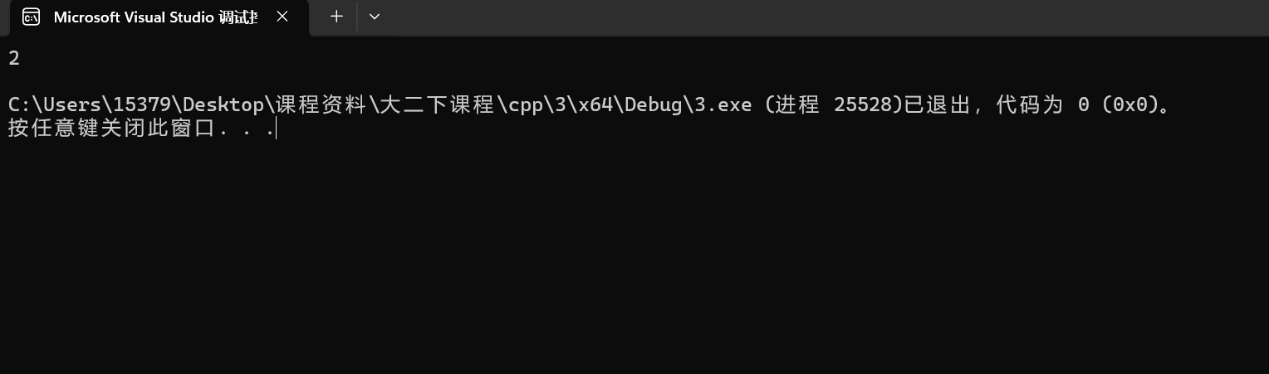 Microsoft Visual Studio 调试
2
C:\Users\15379\Desktop\课程资料\大二下课程\cpp\3\x64\Debug\3.exe (进程 25528)已退出，代码为 0 (0x0)。
按任意键关闭此窗口. . .